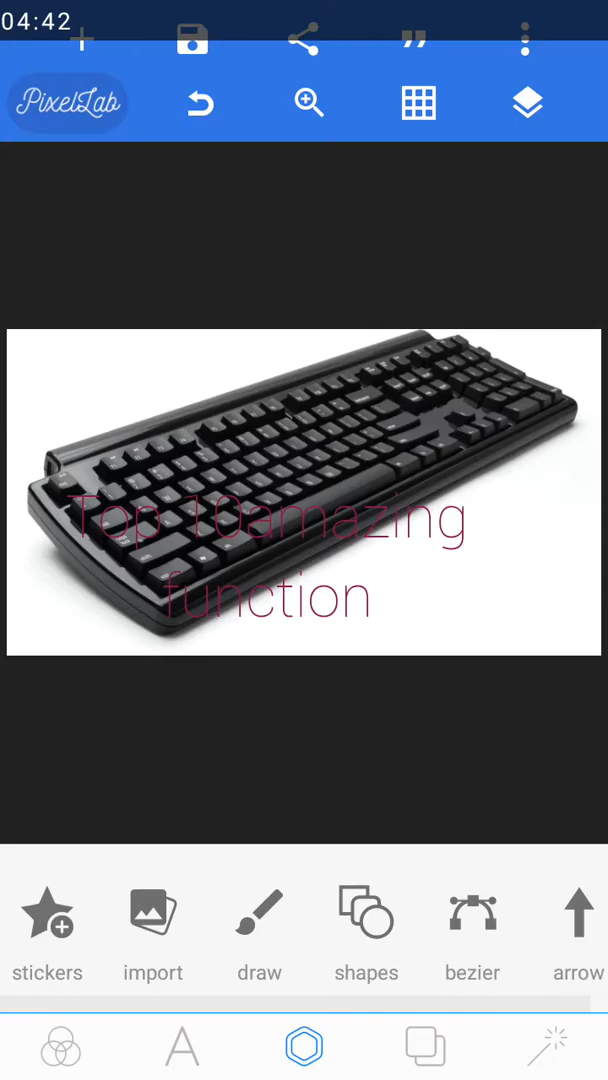 04:42
PixelLab
Top 10amazing
function
stickers import draw shapes bezier arrow